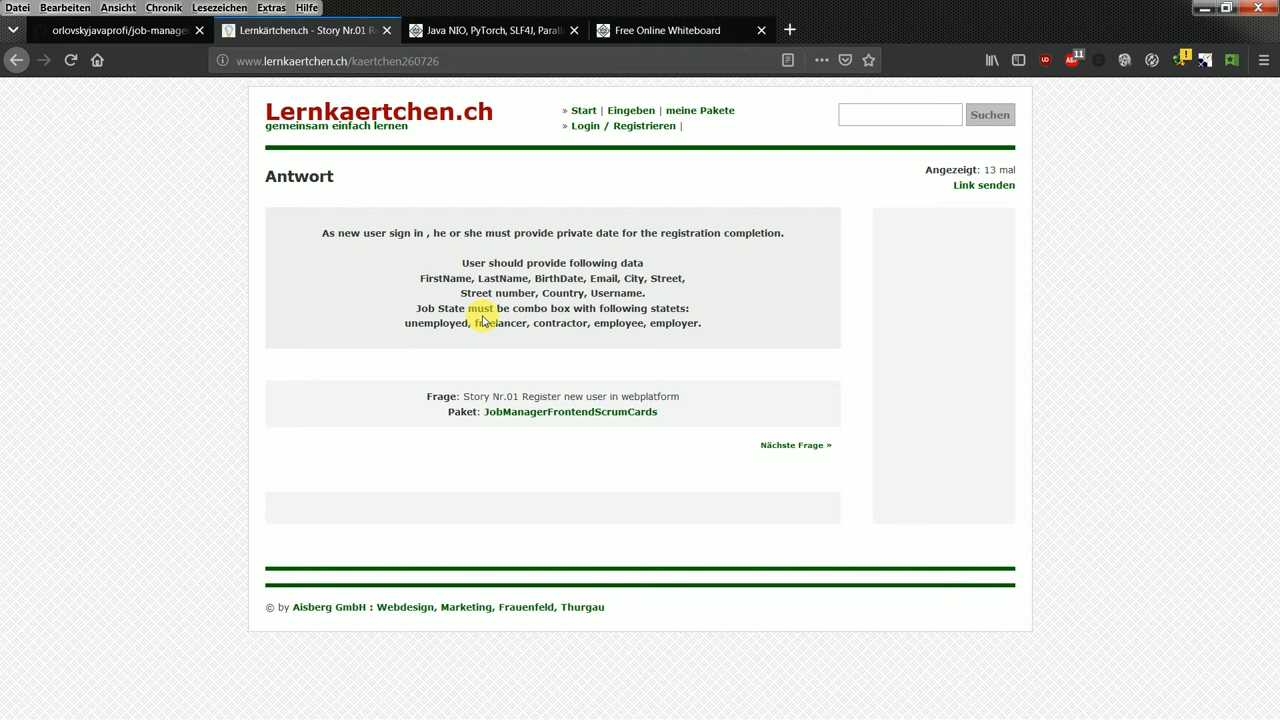 Datei Bearbeiten Ansicht Chronik Lesezeichen Extras Hilfe
orlovskyjavaprofi/job-manager
Lernkärtchen.ch - Story Nr.01 R
Java NIO, PyTorch, SLF4J, Paral
Free Online Whiteboard
www.lernkaertchen.ch/kaertchen260726
11
Lernkaertchen.ch
gemeinsam einfach lernen
» Start | Eingeben | meine Pakete
» Login / Registrieren |
Suchen
Antwort
Angezeigt: 13 mal
Link senden
As new user sign in , he or she must provide private date for the registration completion.
User should provide following data
FirstName, LastName, BirthDate, Email, City, Street,
Street number, Country, Username.
Job State must be combo box with following statets:
unemployed, freelancer, contractor, employee, employer.
Frage: Story Nr.01 Register new user in webplatform
Paket: JobManagerFrontendScrumCards
Nächste Frage »
© by Aisberg GmbH : Webdesign, Marketing, Frauenfeld, Thurgau